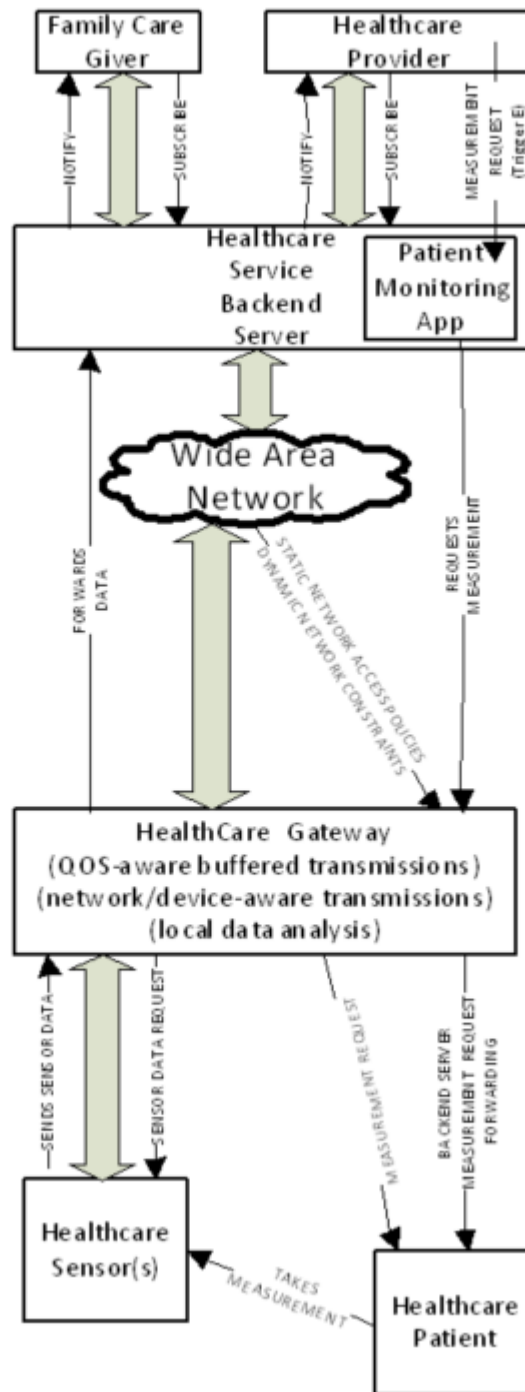 Family Care
Giver
Healthcare
Provider
NOTIFY
SUBSCRIBE
NOTIFY
SUBSCRIBE
MEASUREMENT
REQUEST
(Trigger E)
Healthcare
Service
Backend
Server
Patient
Monitoring
App
Wide Area
Network
FORWARDS
DATA
STATIC NETWORK ACCESS POLICIES
DYNAMIC NETWORK CONSTRAINTS
REQUESTS
MEASUREMENT
HealthCare Gateway
(QOS-aware buffered transmissions)
(network/device-aware transmissions)
(local data analysis)
SENDS SENSOR DATA
SENSOR DATA REQUEST
MEASUREMENT REQUEST
BACKEND SERVER
MEASUREMENT REQUEST
FORWARDING
Healthcare
Sensor(s)
TAKES
MEASUREMENT
Healthcare
Patient